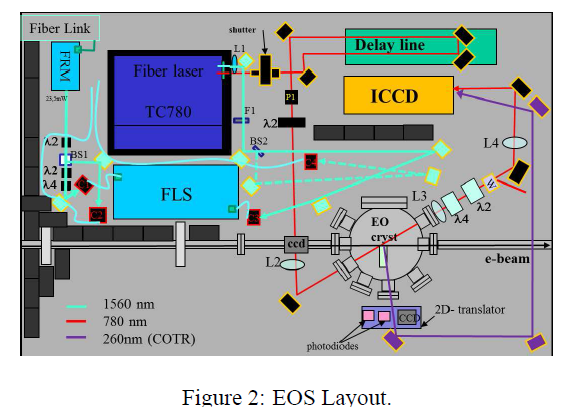 Fiber Link
shutter
Delay line
FRM
L1
Fiber laser
23,5mW
TC780
P1
ICCD
F1
λ2
λ2
BS1
BS2
L4
λ2
λ4
FLS
L3
λ2
λ4
EO
cryst
ccd
e-beam
L2
1560 nm
780 nm
260nm (COTR)
CCD
2D- translator
photodiodes
Figure 2: EOS Layout.